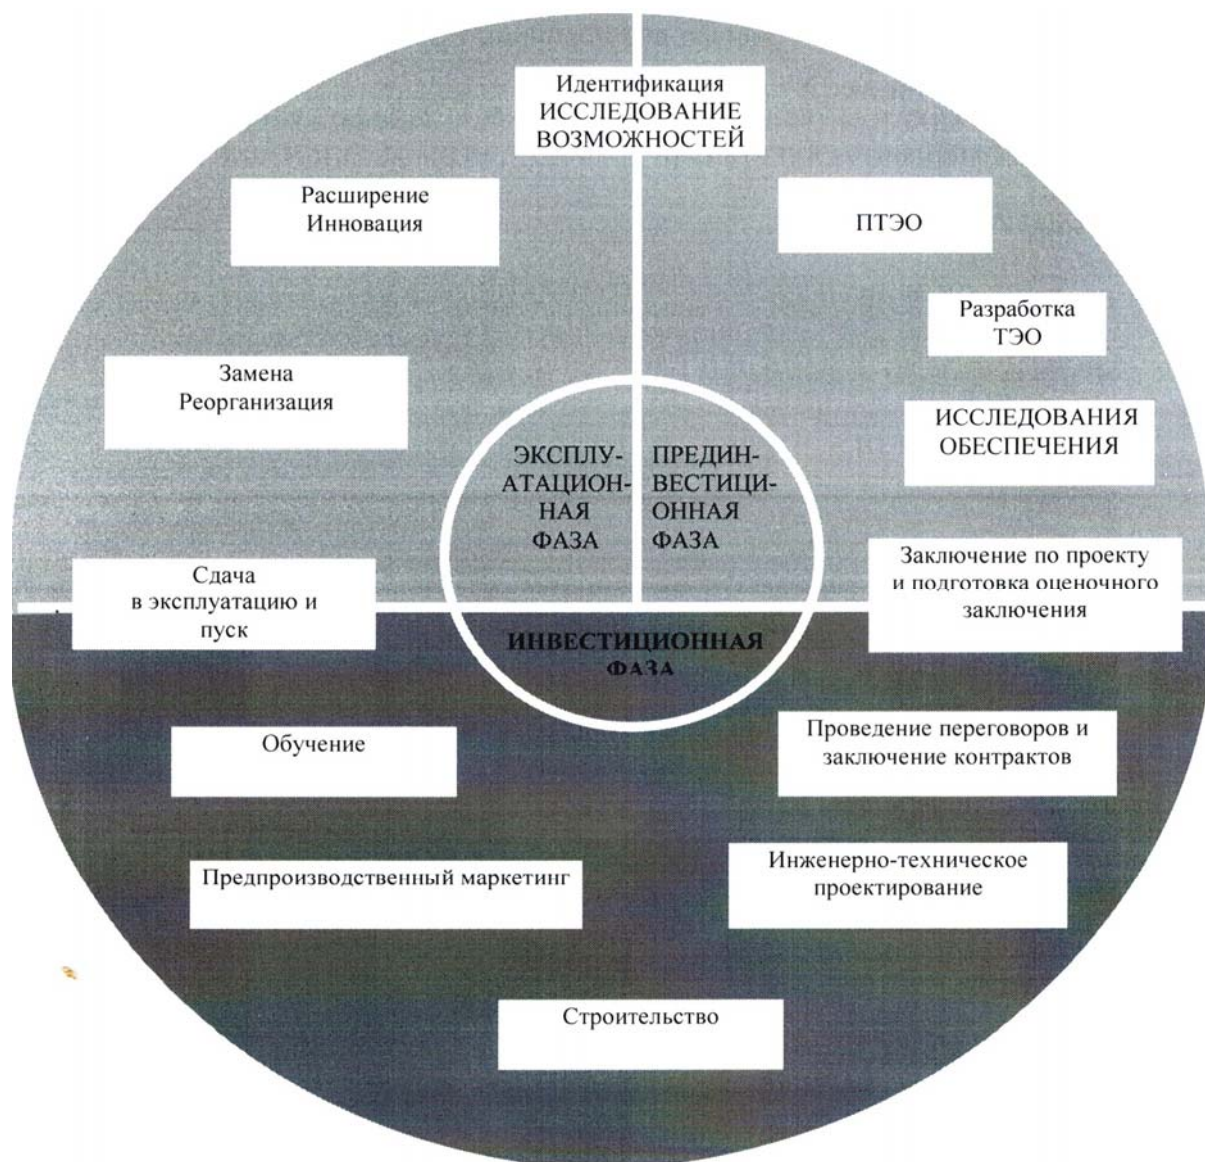 Идентификация
ИССЛЕДОВАНИЕ
ВОЗМОЖНОСТЕЙ
Расширение
Инновация
ПТЭО
Разработка
ТЭО
Замена
Реорганизация
ИССЛЕДОВАНИЯ
ОБЕСПЕЧЕНИЯ
ЭКСПЛУ-
АТАЦИОН-
НАЯ
ФАЗА
ПРЕДИН-
ВЕСТИЦИ-
ОННАЯ
ФАЗА
Сдача
в эксплуатацию и
пуск
Заключение по проекту
и подготовка оценочного
заключения
ИНВЕСТИЦИОННАЯ
ФАЗА
Обучение
Проведение переговоров и
заключение контрактов
Предпроизводственный маркетинг
Инженерно-техническое
проектирование
Строительство